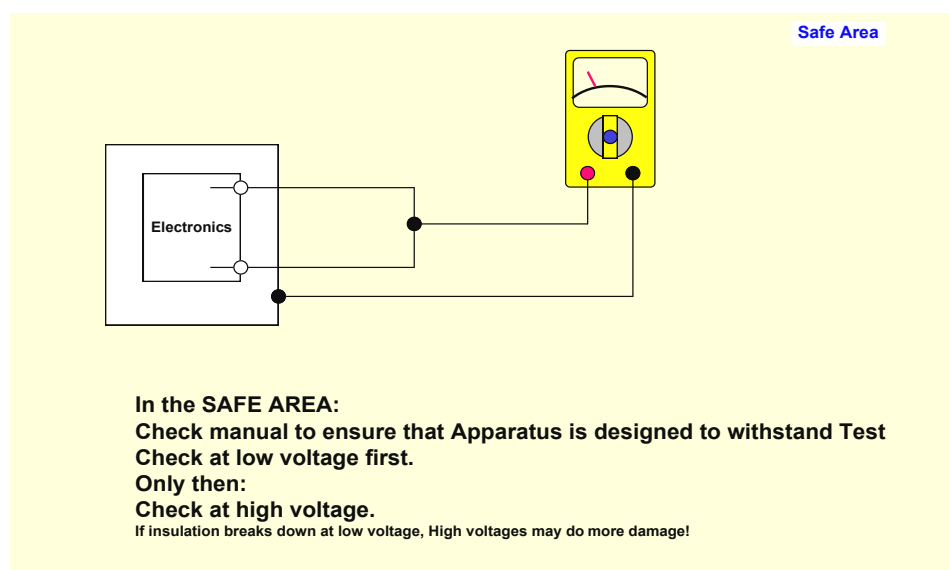 Safe Area
Electronics
In the SAFE AREA:
Check manual to ensure that Apparatus is designed to withstand Test
Check at low voltage first.
Only then:
Check at high voltage.
If insulation breaks down at low voltage, High voltages may do more damage!